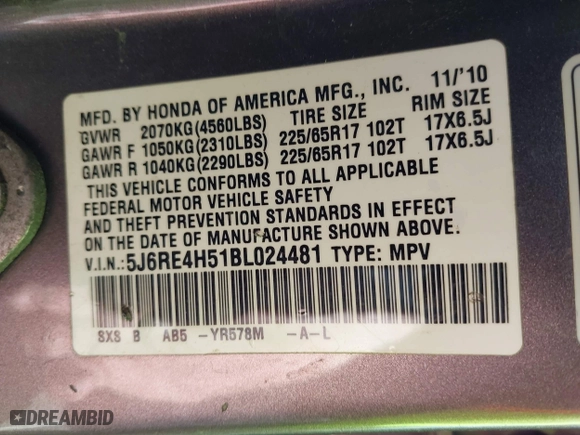 MFD. BY HONDA OF AMERICA MFG., INC. 11/'10
GVWR 2070KG(4560LBS) TIRE SIZE RIM SIZE
GAWR F 1050KG(2310LBS) 225/65R17 102T 17X6.5J
GAWR R 1040KG(2290LBS) 225/65R17 102T 17X6.5J
THIS VEHICLE CONFORMS TO ALL APPLICABLE
FEDERAL MOTOR VEHICLE SAFETY
AND THEFT PREVENTION STANDARDS IN EFFECT
ON THE DATE OF MANUFACTURE SHOWN ABOVE.
V.I.N.:5J6RE4H51BL024481 TYPE: MPV
SXS B AB5 -YR578M -A-L
DREAMBID